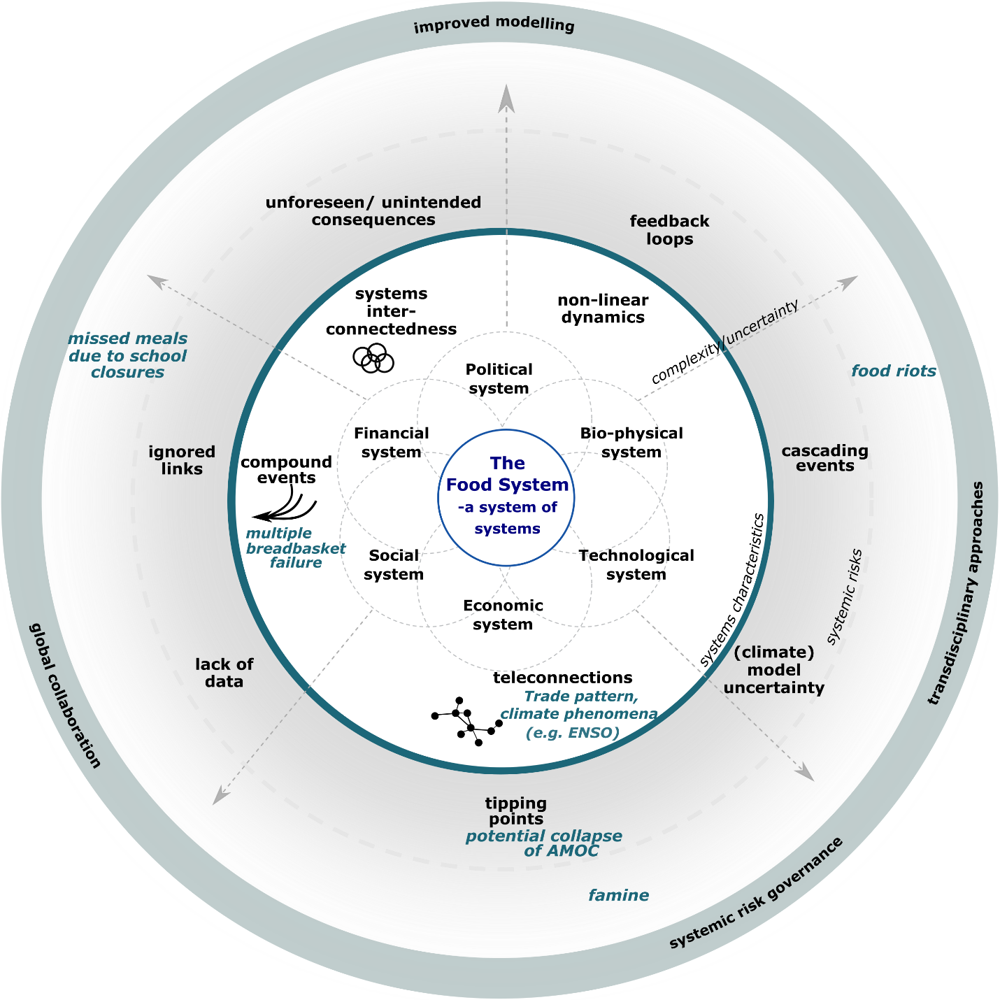 improved modelling
unforeseen/ unintended
consequences
feedback
loops
systems
inter-
connectedness
non-linear
dynamics
complexity/uncertainty
missed meals
due to school
closures
food riots
Political
system
Financial
system
Bio-physical
system
ignored
links
compound
events
cascading
events
The
Food System
-a system of
systems
multiple
breadbasket
failure
Social
system
Technological
system
Economic
system
systems characteristics
systemic risks
transdisciplinary approaches
global collaboration
lack of
data
(climate)
model
uncertainty
teleconnections
Trade pattern,
climate phenomena
(e.g. ENSO)
tipping
points
potential collapse
of AMOC
famine
systemic risk governance